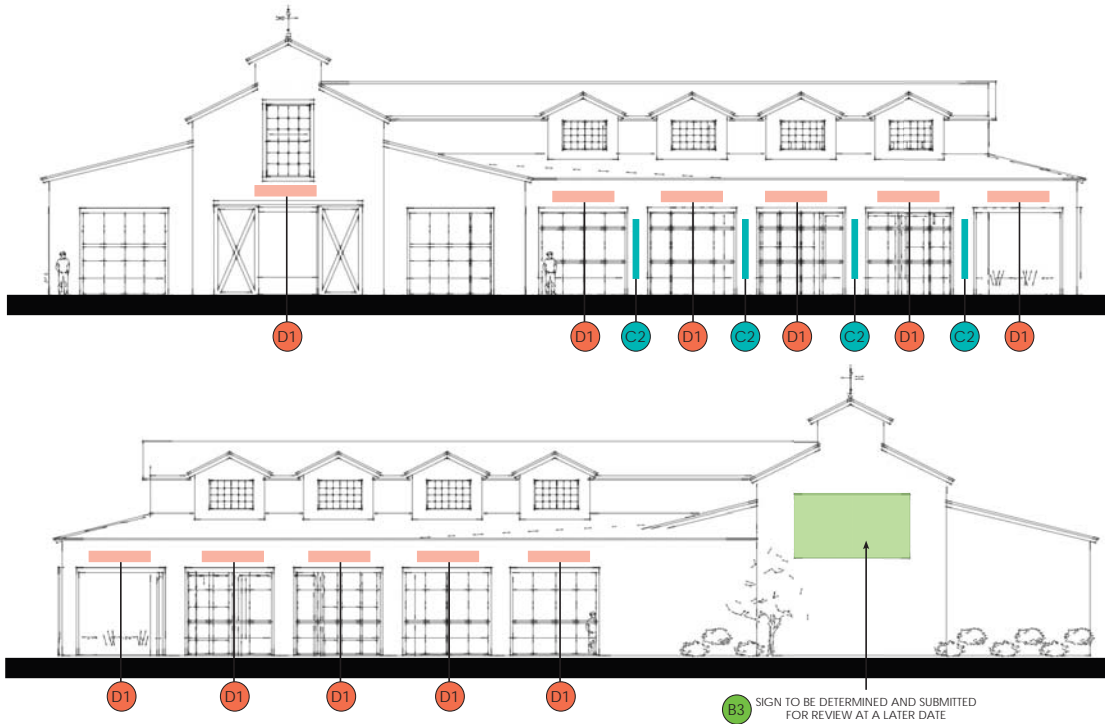 D1 D1 C2 D1 C2 D1 C2 D1 C2 D1
D1 D1 D1 D1 D1
B3 SIGN TO BE DETERMINED AND SUBMITTED
FOR REVIEW AT A LATER DATE